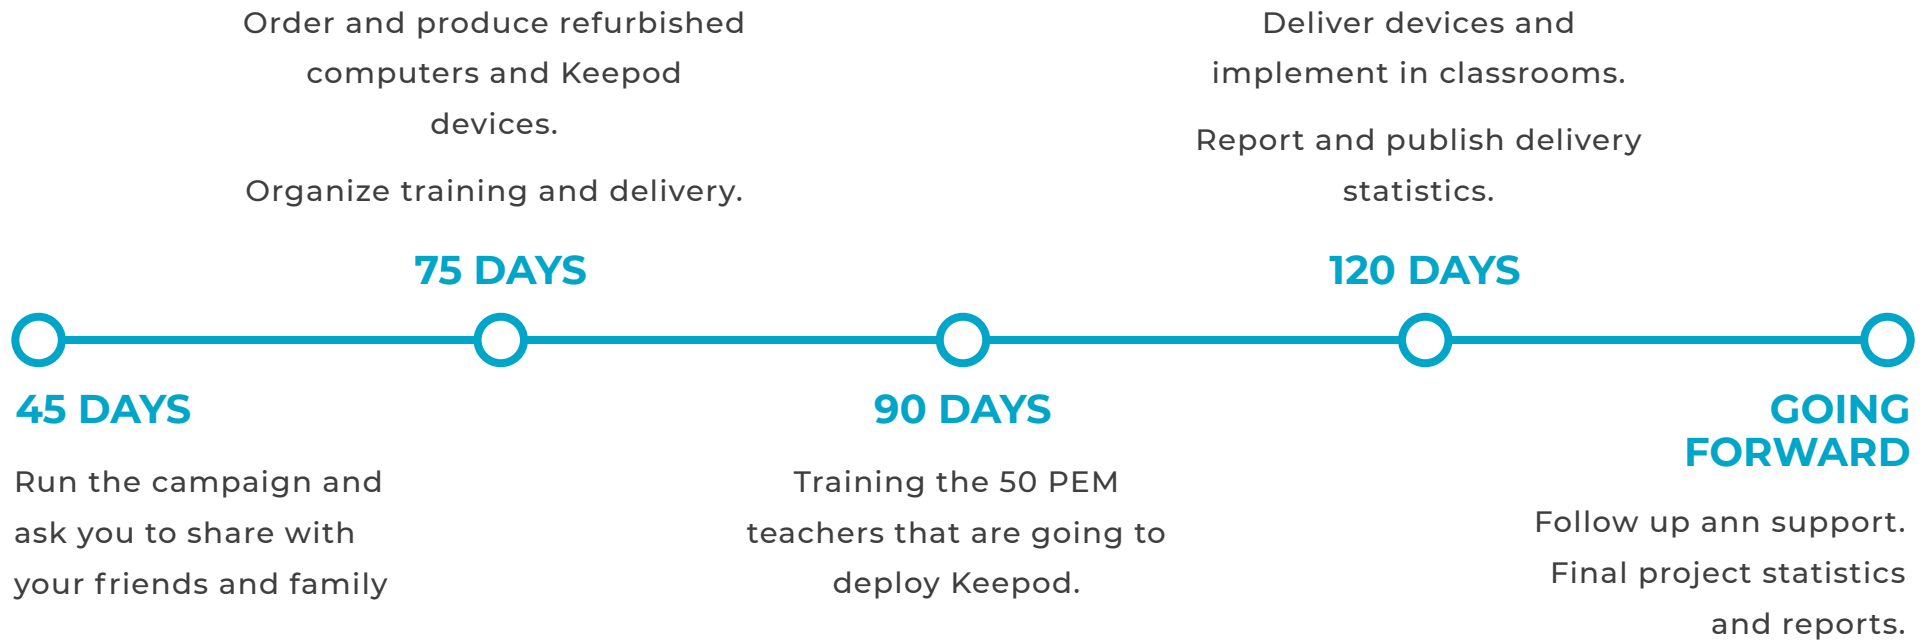 Order and produce refurbished
computers and Keepod
devices.
Organize training and delivery.
75 DAYS
Deliver devices and
implement in classrooms.
Report and publish delivery
statistics.
120 DAYS
45 DAYS
Run the campaign and
ask you to share with
your friends and family
90 DAYS
Training the 50 PEM
teachers that are going to
deploy Keepod.
GOING
FORWARD
Follow up ann support.
Final project statistics
and reports.